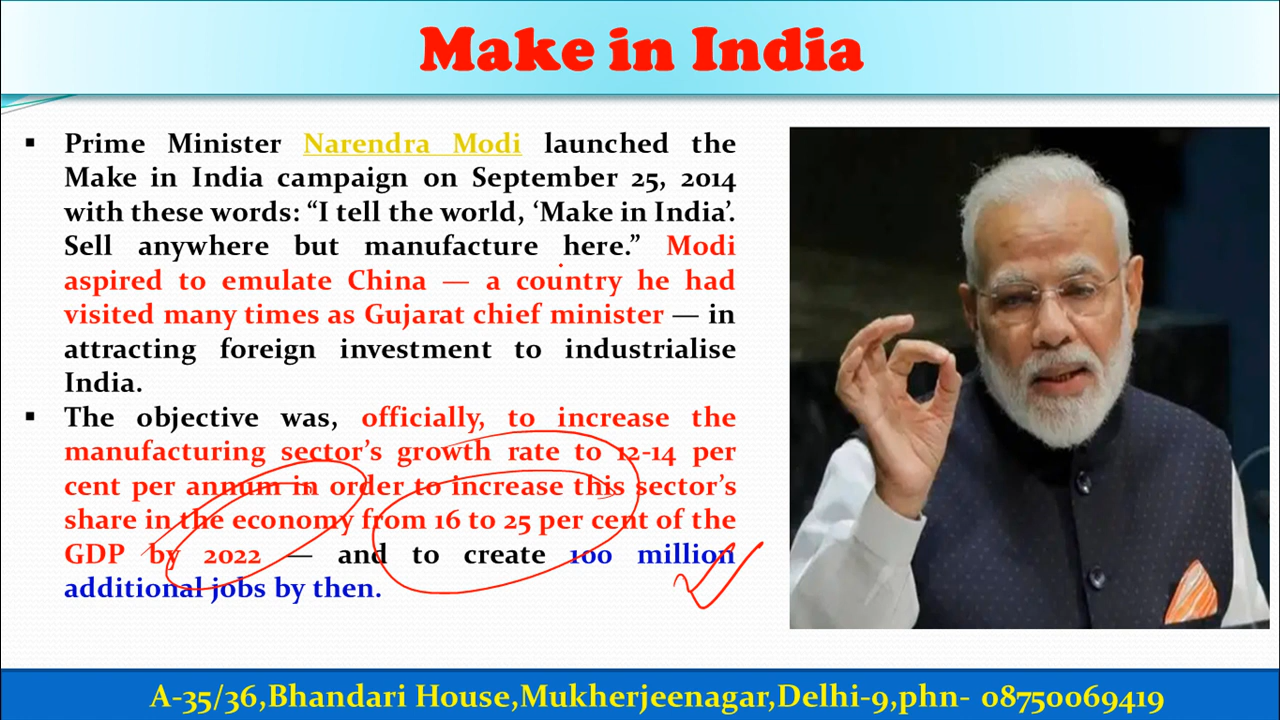 Make in India
▪ Prime Minister Narendra Modi launched the
Make in India campaign on September 25, 2014
with these words: “I tell the world, ‘Make in India’.
Sell anywhere but manufacture here.” Modi
aspired to emulate China — a country he had
visited many times as Gujarat chief minister — in
attracting foreign investment to industrialise
India.
▪ The objective was, officially, to increase the
manufacturing sector’s growth rate to 12-14 per
cent per annum in order to increase this sector’s
share in the economy from 16 to 25 per cent of the
GDP by 2022 — and to create 100 million
additional jobs by then.
A-35/36,Bhandari House,Mukherjeenagar,Delhi-9,phn- 08750069419